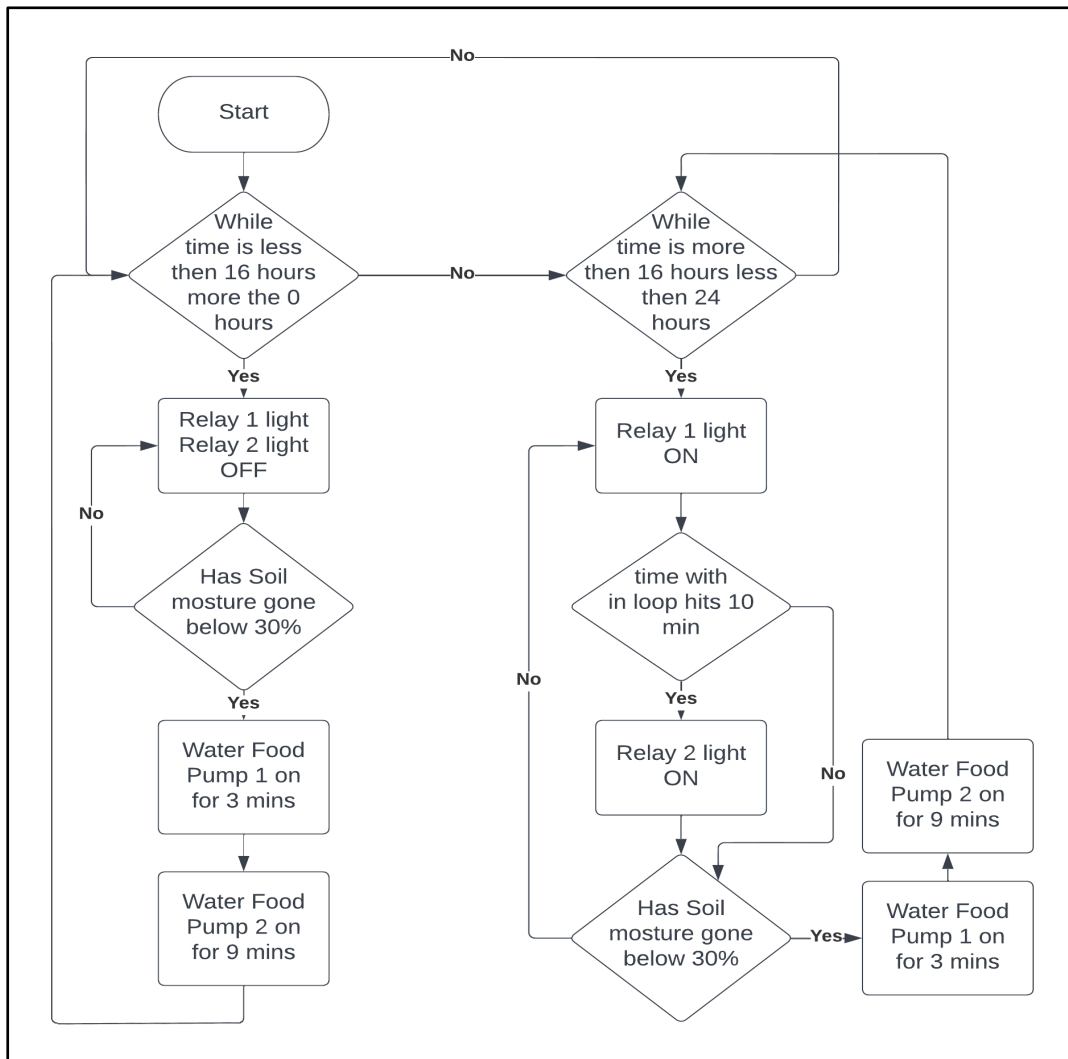 No
Start
While
time is less
then 16 hours
more the 0
hours
No
While
time is more
then 16 hours less
then 24
hours
Yes
Yes
Relay 1 light
Relay 2 light
OFF
Relay 1 light
ON
No
Has Soil
mosture gone
below 30%
time with
in loop hits 10
min
No
Yes
Yes
Water Food
Pump 1 on
for 3 mins
Relay 2 light
ON
No
Water Food
Pump 2 on
for 9 mins
Water Food
Pump 2 on
for 9 mins
Has Soil
mosture gone
below 30%
Yes
Water Food
Pump 1 on
for 3 mins